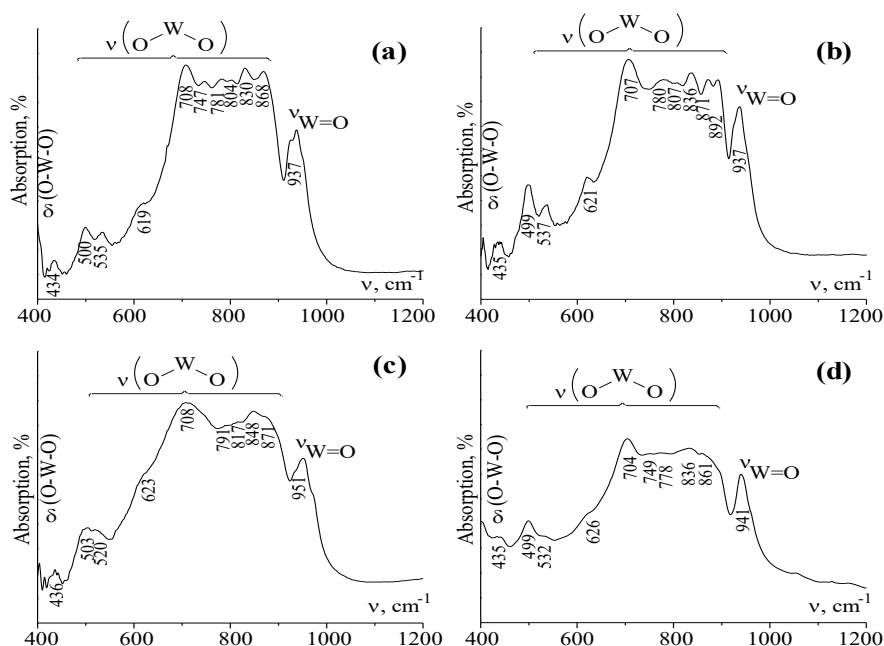 (a)
ν ( O W O )
Absorption, %
δ (O-W-O)
434
500
535
619
708
747
781
804
830
868
937
νW=O
400 600 800 1000 1200
ν, cm-1
(b)
ν ( O W O )
Absorption, %
δ (O-W-O)
435
499
537
621
707
780
807
836
871
892
937
νW=O
400 600 800 1000 1200
ν, cm-1
(c)
ν ( O W O )
Absorption, %
δ (O-W-O)
436
503
520
623
708
791
817
848
871
951
νW=O
400 600 800 1000 1200
ν, cm-1
(d)
ν ( O W O )
Absorption, %
δ (O-W-O)
435
499
532
626
704
749
778
836
861
941
νW=O
400 600 800 1000 1200
ν, cm-1